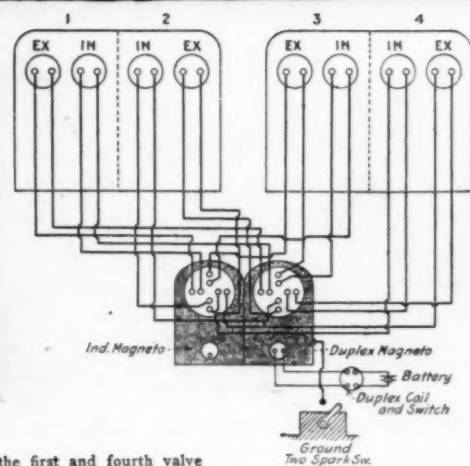 1 2 3 4
EX IN IN EX EX IN IN EX
Ind. Magneto
Duplex Magneto
Battery
Duplex Coil
and Switch
Ground
Two Spark Sw.
the first and fourth valve